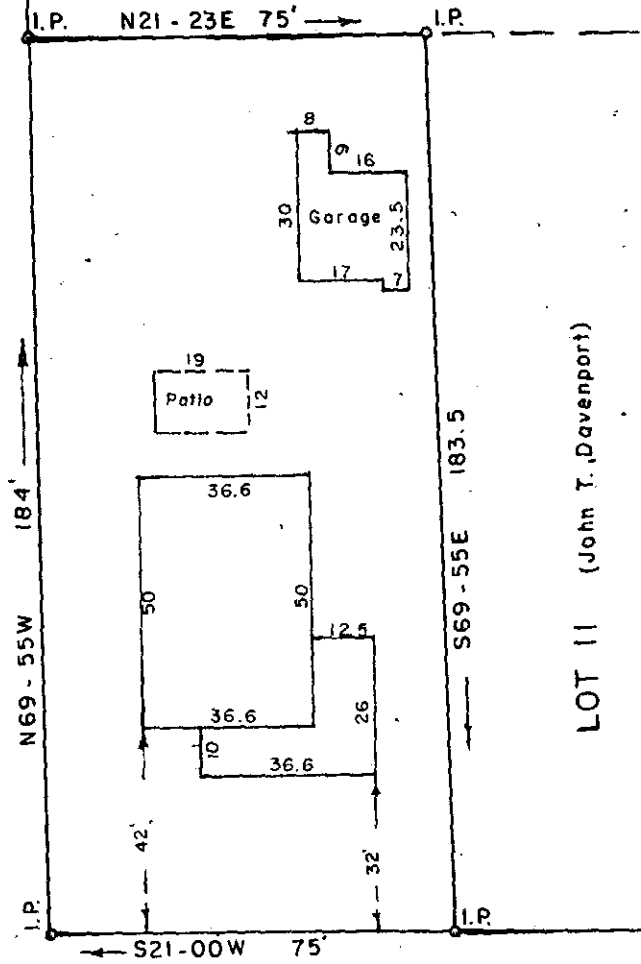 I.P. N21-23E 75' I.P.
8
9
16
30
Garage
23.5
17
7
19
Patio
12
N69-55W 184'
S69-55E 183.5
LOT 11 (John T. Davenport)
36.6
50
50
12.5
36.6
26
10
36.6
42'
32'
I.P.
I.P.
S21-00W 75'